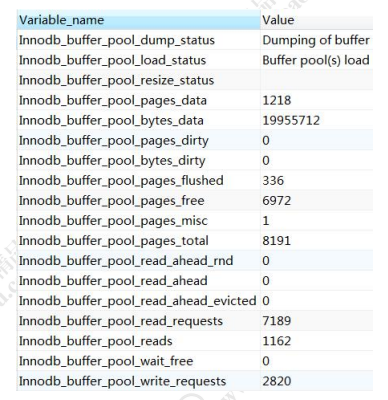 Variable_name Value
Innodb_buffer_pool_dump_status Dumping of buffer
Innodb_buffer_pool_load_status Buffer pool(s) load
Innodb_buffer_pool_resize_status
Innodb_buffer_pool_pages_data 1218
Innodb_buffer_pool_bytes_data 19955712
Innodb_buffer_pool_pages_dirty 0
Innodb_buffer_pool_bytes_dirty 0
Innodb_buffer_pool_pages_flushed 336
Innodb_buffer_pool_pages_free 6972
Innodb_buffer_pool_pages_misc 1
Innodb_buffer_pool_pages_total 8191
Innodb_buffer_pool_read_ahead_rnd 0
Innodb_buffer_pool_read_ahead 0
Innodb_buffer_pool_read_ahead_evicted 0
Innodb_buffer_pool_read_requests 7189
Innodb_buffer_pool_reads 1162
Innodb_buffer_pool_wait_free 0
Innodb_buffer_pool_write_requests 2820